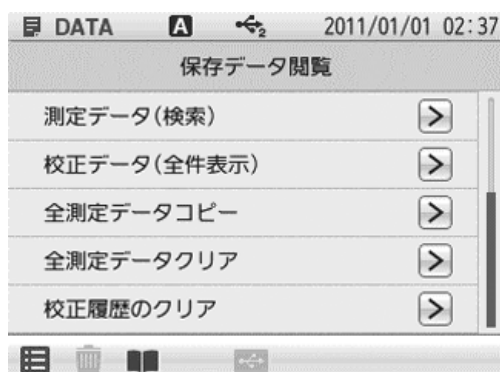 DATA A 2 2011/01/01 02:37
保存データ閲覧
測定データ(検索)
校正データ(全件表示)
全測定データコピー
全測定データクリア
校正履歴のクリア